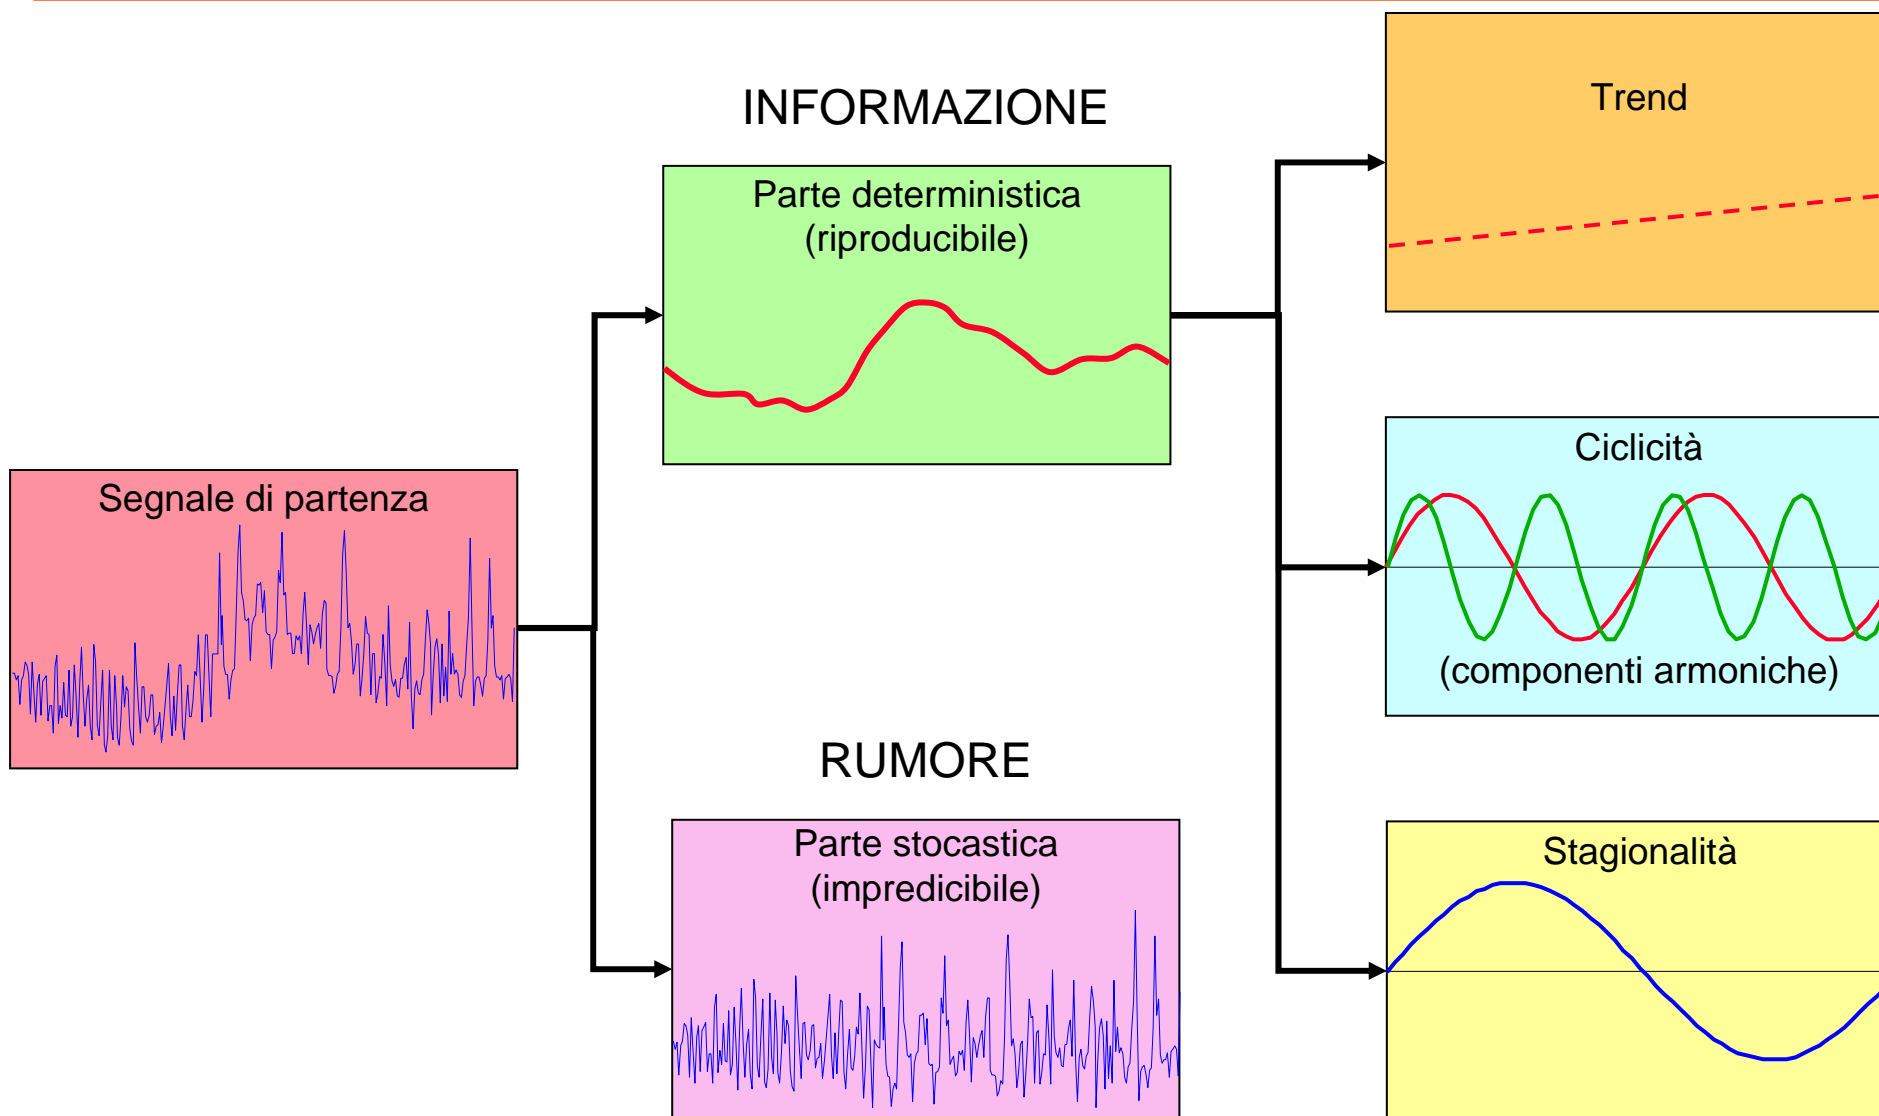 INFORMAZIONE
Parte deterministica
(riproducibile)
Segnale di partenza
RUMORE
Parte stocastica
(impredicibile)
Trend
Ciclicità
(componenti armoniche)
Stagionalità